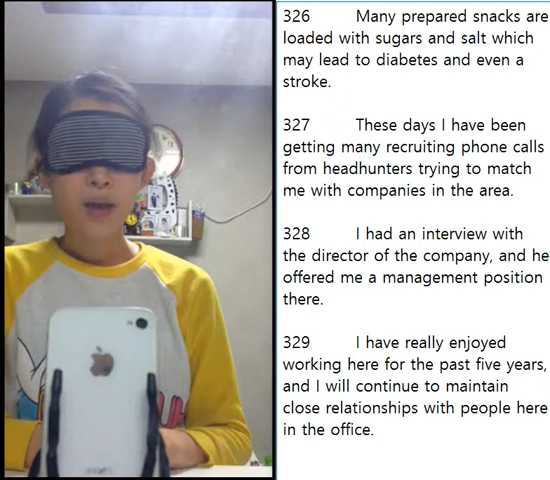 326 Many prepared snacks are
loaded with sugars and salt which
may lead to diabetes and even a
stroke.
327 These days I have been
getting many recruiting phone calls
from headhunters trying to match
me with companies in the area.
328 I had an interview with
the director of the company, and he
offered me a management position
there.
329 I have really enjoyed
working here for the past five years,
and I will continue to maintain
close relationships with people here
in the office.